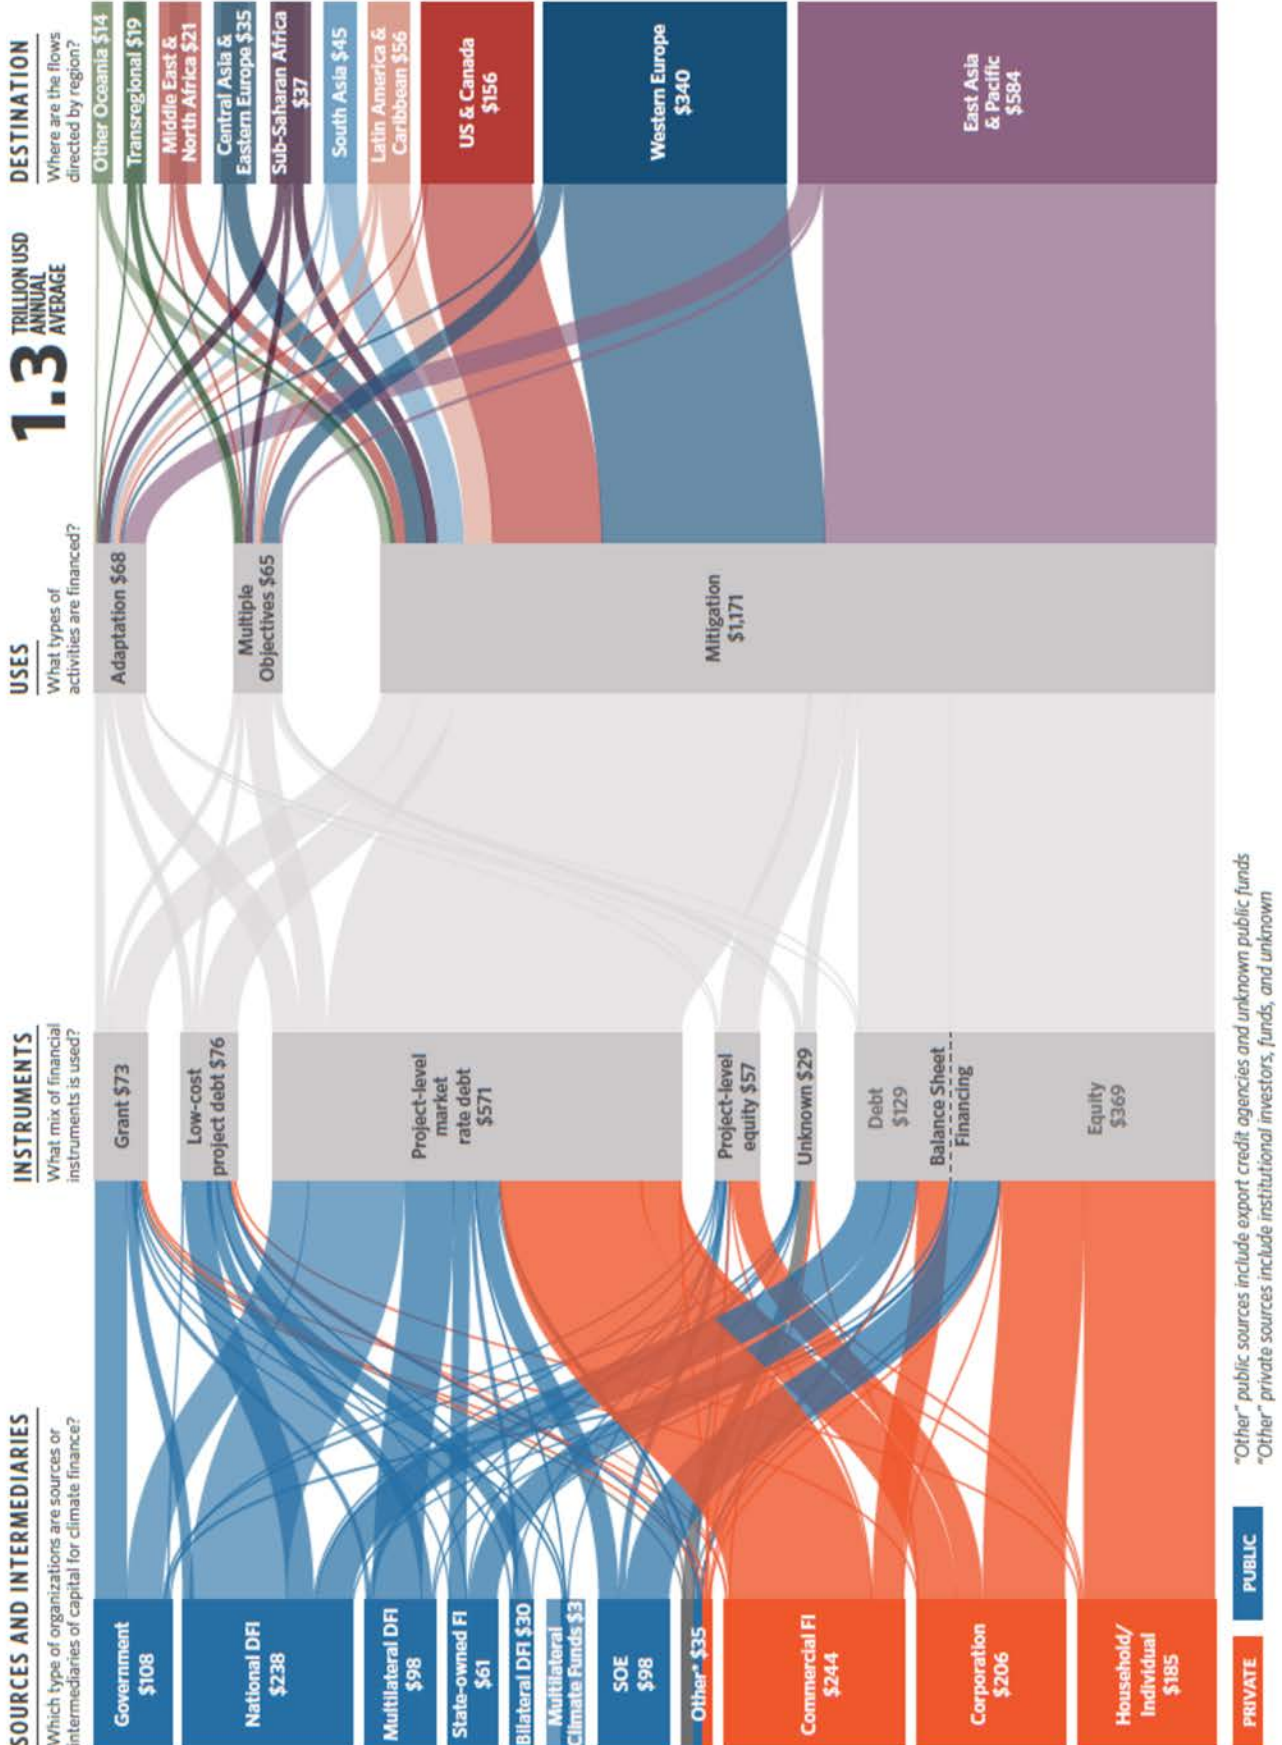 SOURCES AND INTERMEDIARIES
Which type of organizations are sources or
intermediaries of capital for climate finance?
INSTRUMENTS
What mix of financial
instruments is used?
USES
What types of
activities are financed?
1.3
TRILLION USD
ANNUAL
AVERAGE
DESTINATION
Where are the flows
directed by region?
Government
$108
National DFI
$238
Multilateral DFI
$98
State-owned FI
$61
Bilateral DFI $30
Multilateral
Climate Funds $3
SOE
$98
Other* $35
Commercial FI
$244
Corporation
$206
Household/
Individual
$185
Grant $73
Low-cost
project debt $76
Project-level
market
rate debt
$571
Project-level
equity $57
Unknown $29
Debt
$129
Balance Sheet
Financing
Equity
$369
Adaptation $68
Multiple
Objectives $65
Mitigation
$1,171
Other Oceania $14
Transregional $19
Middle East &
North Africa $21
Central Asia &
Eastern Europe $35
Sub-Saharan Africa
$37
South Asia $45
Latin America &
Caribbean $56
US & Canada
$156
Western Europe
$340
East Asia
& Pacific
$584
PRIVATE
PUBLIC
"Other" public sources include export credit agencies and unknown public funds
"Other" private sources include institutional investors, funds, and unknown